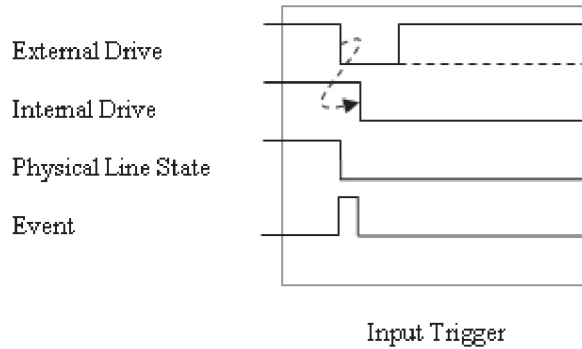 External Drive
Internal Drive
Physical Line State
Event
Input Trigger